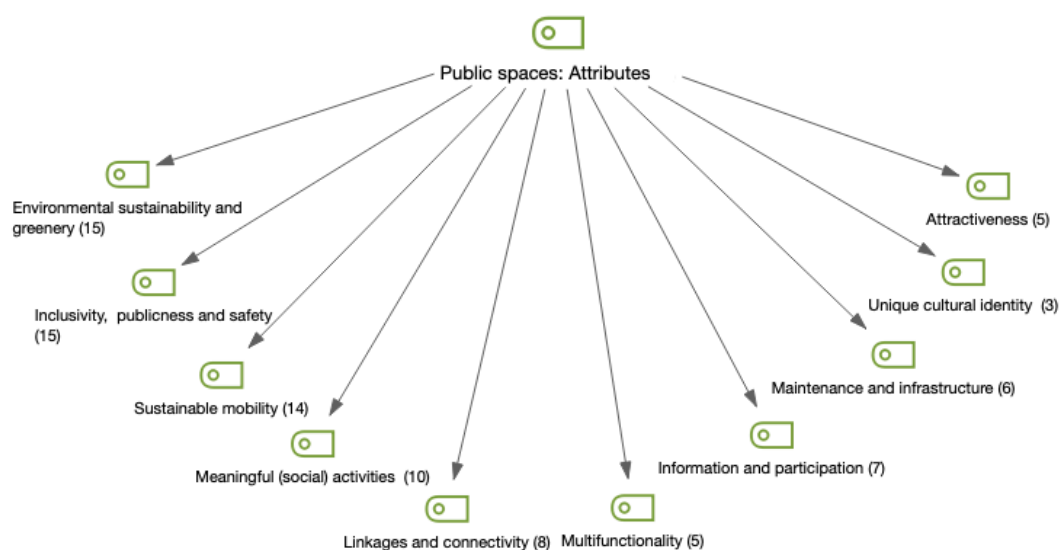 Public spaces: Attributes
Environmental sustainability and
greenery (15)
Attractiveness (5)
Inclusivity, publicness and safety
(15)
Unique cultural identity (3)
Sustainable mobility (14)
Maintenance and infrastructure (6)
Meaningful (social) activities (10)
Information and participation (7)
Linkages and connectivity (8)
Multifunctionality (5)